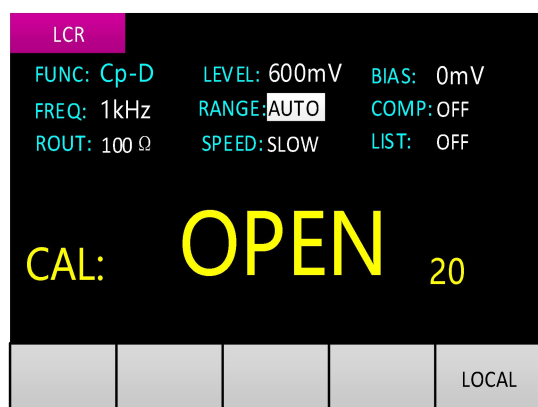 LCR
FUNC: Cp-D LEVEL: 600mV BIAS: 0mV
FREQ: 1kHz RANGE: AUTO COMP: OFF
ROUT: 100 Ω SPEED: SLOW LIST: OFF
CAL: OPEN 20
LOCAL